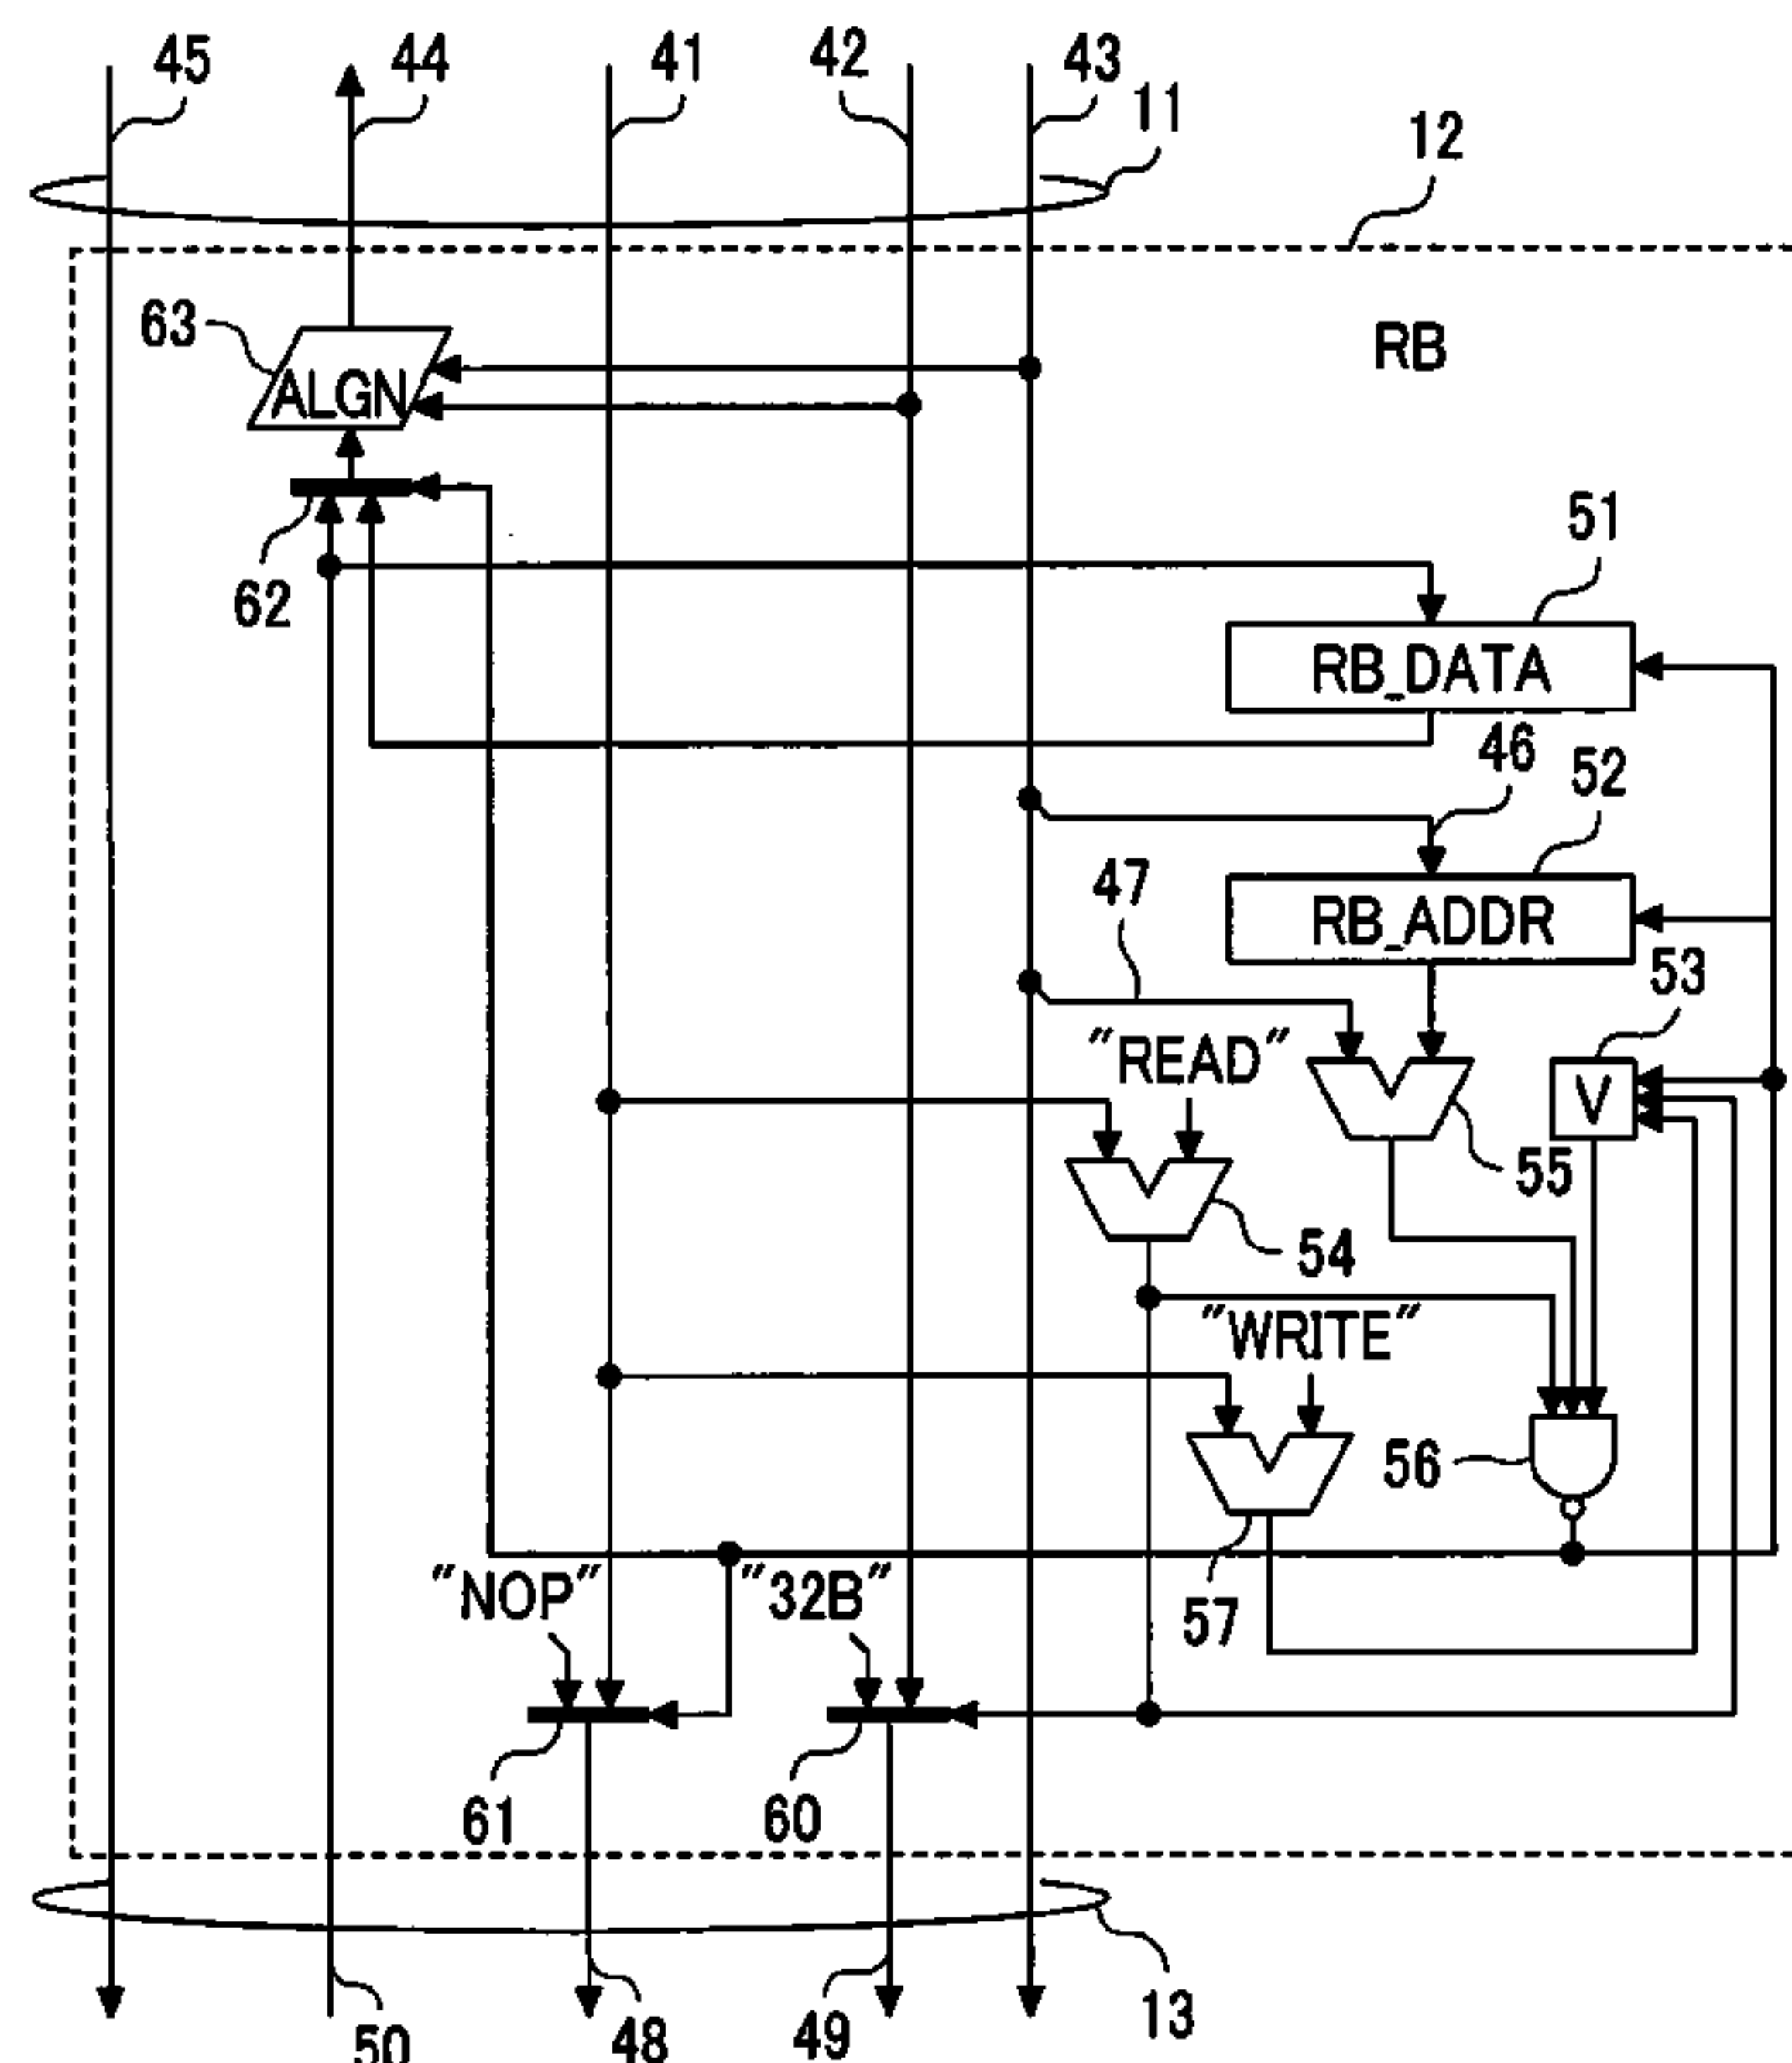 45 44 41 42 43
11
12
63
RB
ALGN
51
62
RB_DATA
46
52
47
RB_ADDR
53
"READ"
V
55
54
"WRITE"
56
"NOP" "32B"
57
61 60
50 48 49 13